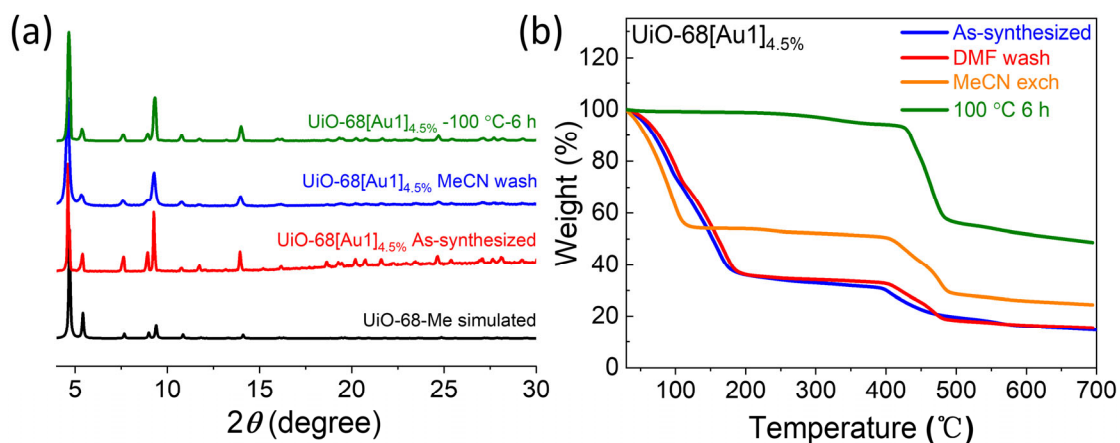 (a)
UiO-68[Au1]4.5% -100 °C-6 h
UiO-68[Au1]4.5% MeCN wash
UiO-68[Au1]4.5% As-synthesized
UiO-68-Me simulated
5 10 15 20 25 30
2θ (degree)
(b)
UiO-68[Au1]4.5%
As-synthesized
DMF wash
MeCN exch
100 °C 6 h
Weight (%)
120
100
80
60
40
20
0
100 200 300 400 500 600 700
Temperature (℃)